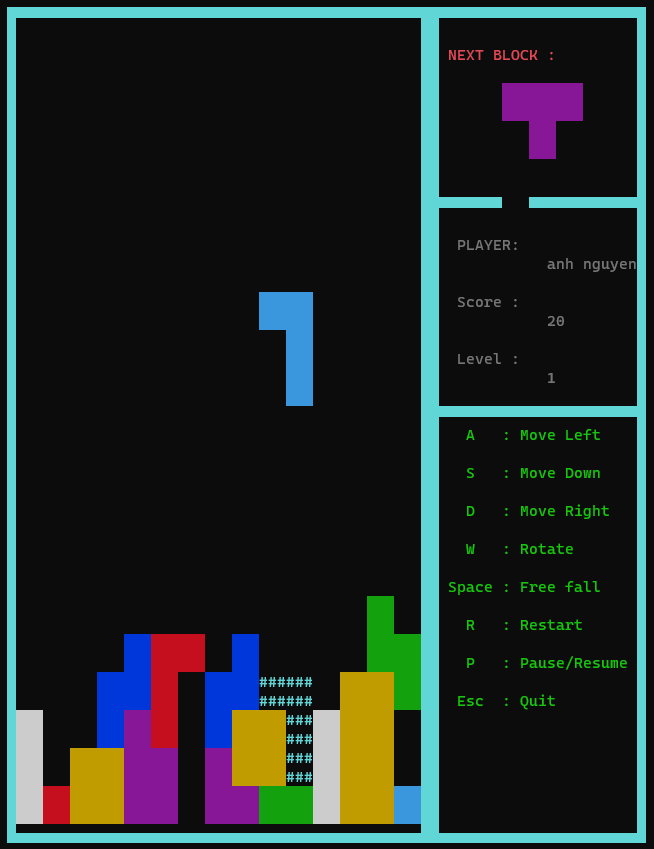 NEXT BLOCK :
PLAYER:
anh nguyen
Score :
20
Level :
1
A : Move Left
S : Move Down
D : Move Right
W : Rotate
Space : Free fall
R : Restart
P : Pause/Resume
Esc : Quit
######
######
###
###
###
###